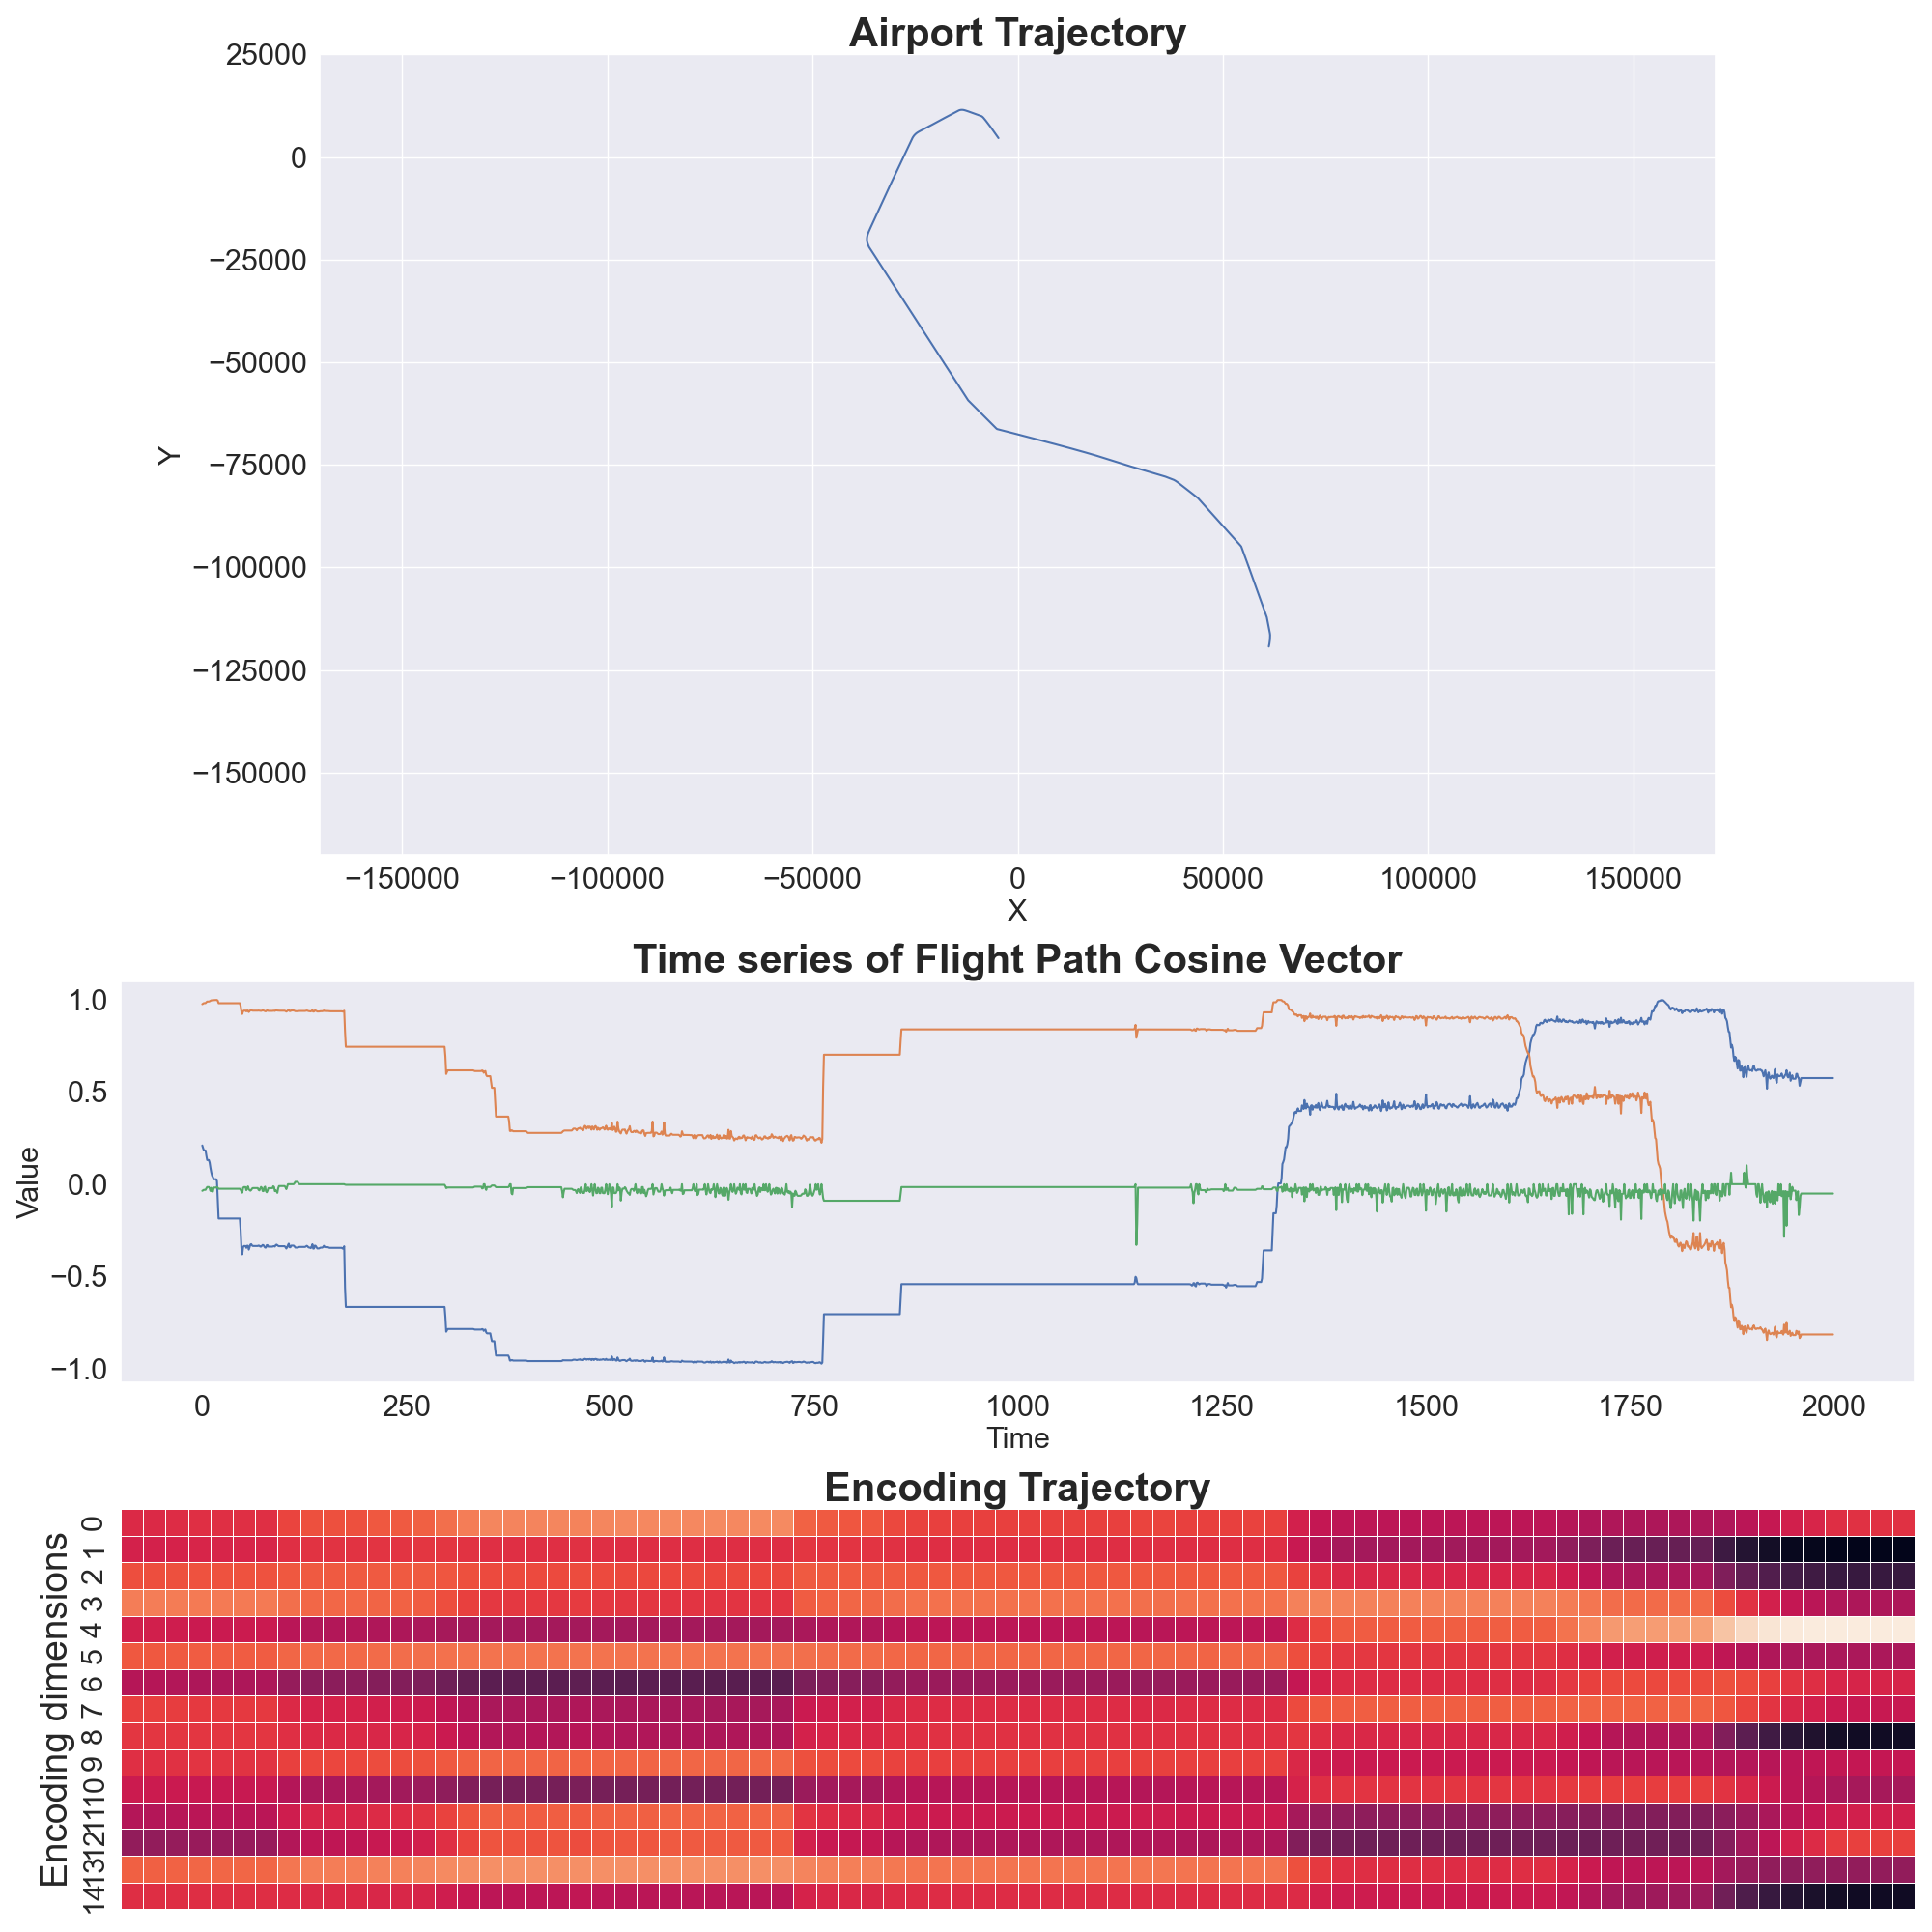 Airport Trajectory
25000
0
−25000
−50000
−75000
−100000
−125000
−150000
Y
−150000 −100000 −50000 0 50000 100000 150000
X
Time series of Flight Path Cosine Vector
1.0
0.5
0.0
−0.5
−1.0
Value
0 250 500 750 1000 1250 1500 1750 2000
Time
Encoding Trajectory
Encoding dimensions
0
1
2
3
4
5
6
7
8
9
10
11
12
13
14